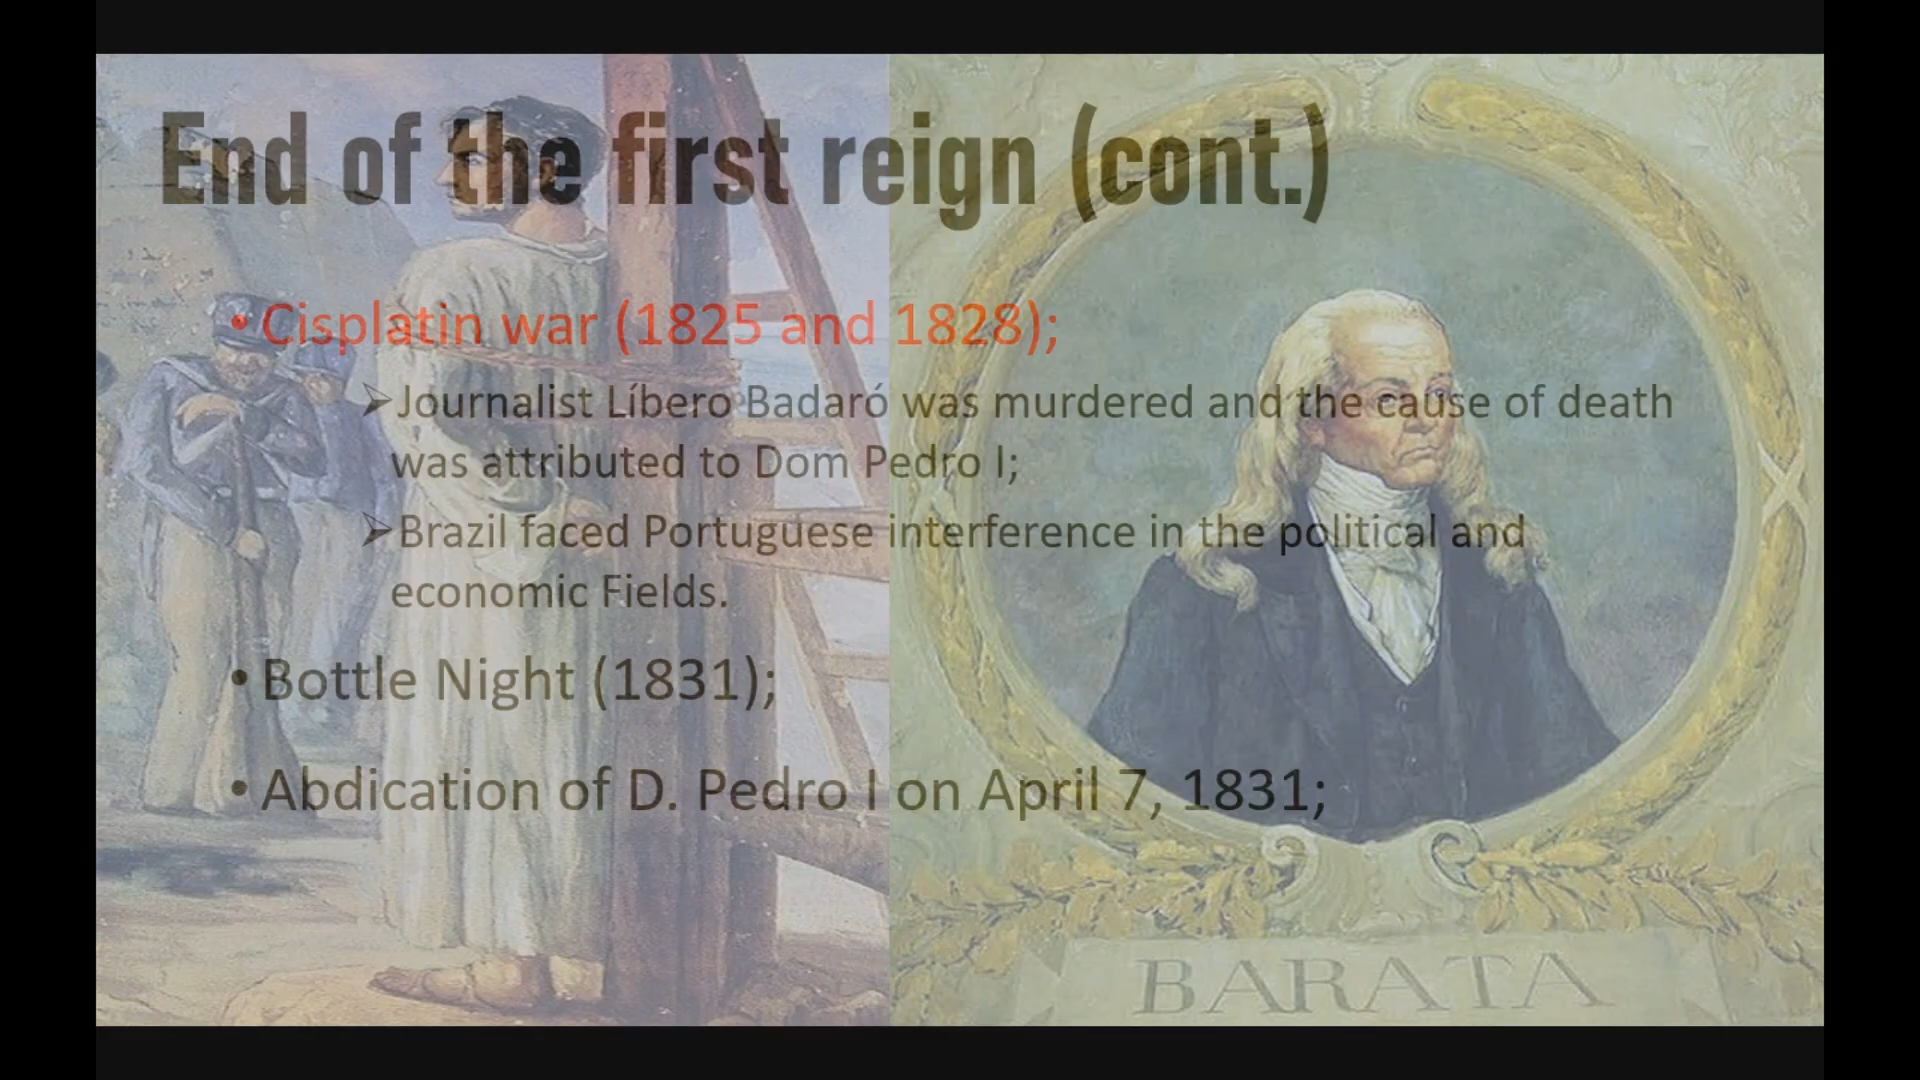 End of the first reign (cont.)
• Cisplatin war (1825 and 1828);
➢Journalist Líbero Badaró was murdered and the cause of death
was attributed to Dom Pedro I;
➢Brazil faced Portuguese interference in the political and
economic Fields.
• Bottle Night (1831);
• Abdication of D. Pedro I on April 7, 1831;
BARATA